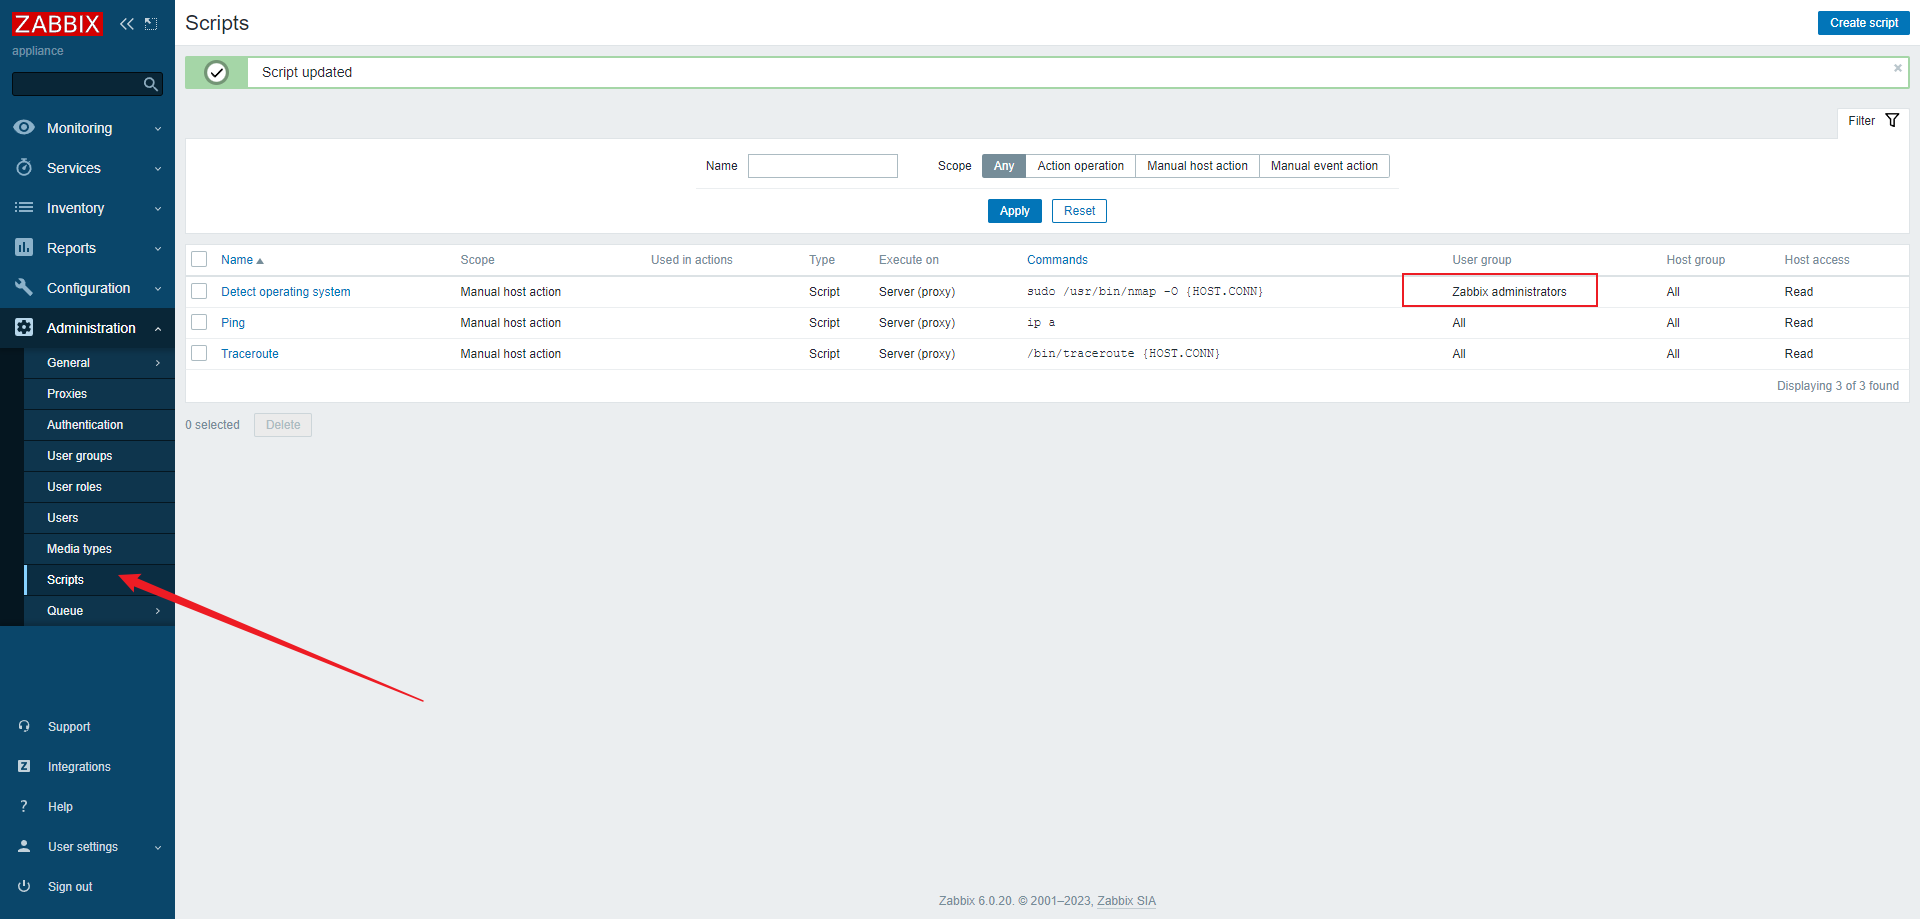 ZABBIX
appliance
Monitoring
Services
Inventory
Reports
Configuration
Administration
General
Proxies
Authentication
User groups
User roles
Users
Media types
Scripts
Queue
Support
Integrations
Help
User settings
Sign out
Scripts
Create script
Script updated
Filter
Name
Scope Any Action operation Manual host action Manual event action
Apply Reset
Name Scope Used in actions Type Execute on Commands User group Host group Host access
Detect operating system Manual host action Script Server (proxy) sudo /usr/bin/nmap -O {HOST.CONN} Zabbix administrators All Read
Ping Manual host action Script Server (proxy) ip a All All Read
Traceroute Manual host action Script Server (proxy) /bin/traceroute {HOST.CONN} All All Read
Displaying 3 of 3 found
0 selected Delete
Zabbix 6.0.20. © 2001–2023, Zabbix SIA